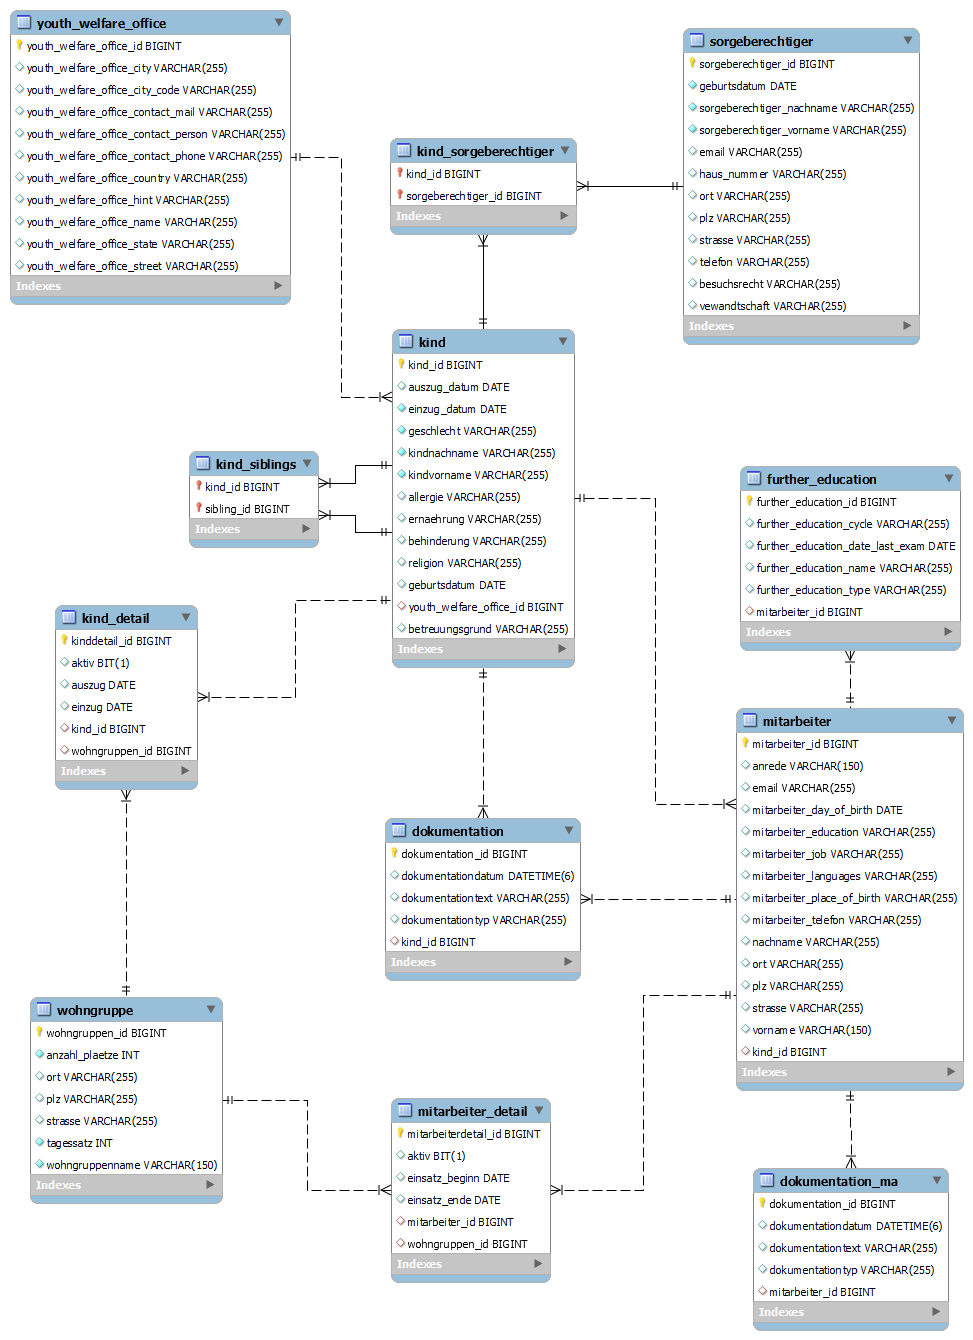 youth_welfare_office
youth_welfare_office_id BIGINT
youth_welfare_office_city VARCHAR(255)
youth_welfare_office_city_code VARCHAR(255)
youth_welfare_office_contact_mail VARCHAR(255)
youth_welfare_office_contact_person VARCHAR(255)
youth_welfare_office_contact_phone VARCHAR(255)
youth_welfare_office_country VARCHAR(255)
youth_welfare_office_hint VARCHAR(255)
youth_welfare_office_name VARCHAR(255)
youth_welfare_office_state VARCHAR(255)
youth_welfare_office_street VARCHAR(255)
Indexes
sorgeberechtiger
sorgeberechtiger_id BIGINT
geburtsdatum DATE
sorgeberechtiger_nachname VARCHAR(255)
sorgeberechtiger_vorname VARCHAR(255)
email VARCHAR(255)
haus_nummer VARCHAR(255)
ort VARCHAR(255)
plz VARCHAR(255)
strasse VARCHAR(255)
telefon VARCHAR(255)
besuchsrecht VARCHAR(255)
vewandtschaft VARCHAR(255)
Indexes
kind_sorgeberechtiger
kind_id BIGINT
sorgeberechtiger_id BIGINT
Indexes
kind
kind_id BIGINT
auszug_datum DATE
einzug_datum DATE
geschlecht VARCHAR(255)
kindnachname VARCHAR(255)
kindvorname VARCHAR(255)
allergie VARCHAR(255)
ernaehrung VARCHAR(255)
behinderung VARCHAR(255)
religion VARCHAR(255)
geburtsdatum DATE
youth_welfare_office_id BIGINT
betreuungsgrund VARCHAR(255)
Indexes
kind_siblings
kind_id BIGINT
sibling_id BIGINT
Indexes
further_education
further_education_id BIGINT
further_education_cycle VARCHAR(255)
further_education_date_last_exam DATE
further_education_name VARCHAR(255)
further_education_type VARCHAR(255)
mitarbeiter_id BIGINT
Indexes
kind_detail
kinddetail_id BIGINT
aktiv BIT(1)
auszug DATE
einzug DATE
kind_id BIGINT
wohngruppen_id BIGINT
Indexes
mitarbeiter
mitarbeiter_id BIGINT
anrede VARCHAR(150)
email VARCHAR(255)
mitarbeiter_day_of_birth DATE
mitarbeiter_education VARCHAR(255)
mitarbeiter_job VARCHAR(255)
mitarbeiter_languages VARCHAR(255)
mitarbeiter_place_of_birth VARCHAR(255)
mitarbeiter_telefon VARCHAR(255)
nachname VARCHAR(255)
ort VARCHAR(255)
plz VARCHAR(255)
strasse VARCHAR(255)
vorname VARCHAR(150)
kind_id BIGINT
Indexes
dokumentation
dokumentation_id BIGINT
dokumentationdatum DATETIME(6)
dokumentationtext VARCHAR(255)
dokumentationtyp VARCHAR(255)
kind_id BIGINT
Indexes
wohngruppe
wohngruppen_id BIGINT
anzahl_plaetze INT
ort VARCHAR(255)
plz VARCHAR(255)
strasse VARCHAR(255)
tagessatz INT
wohngruppenname VARCHAR(150)
Indexes
mitarbeiter_detail
mitarbeiterdetail_id BIGINT
aktiv BIT(1)
einsatz_beginn DATE
einsatz_ende DATE
mitarbeiter_id BIGINT
wohngruppen_id BIGINT
Indexes
dokumentation_ma
dokumentation_id BIGINT
dokumentationdatum DATETIME(6)
dokumentationtext VARCHAR(255)
dokumentationtyp VARCHAR(255)
mitarbeiter_id BIGINT
Indexes